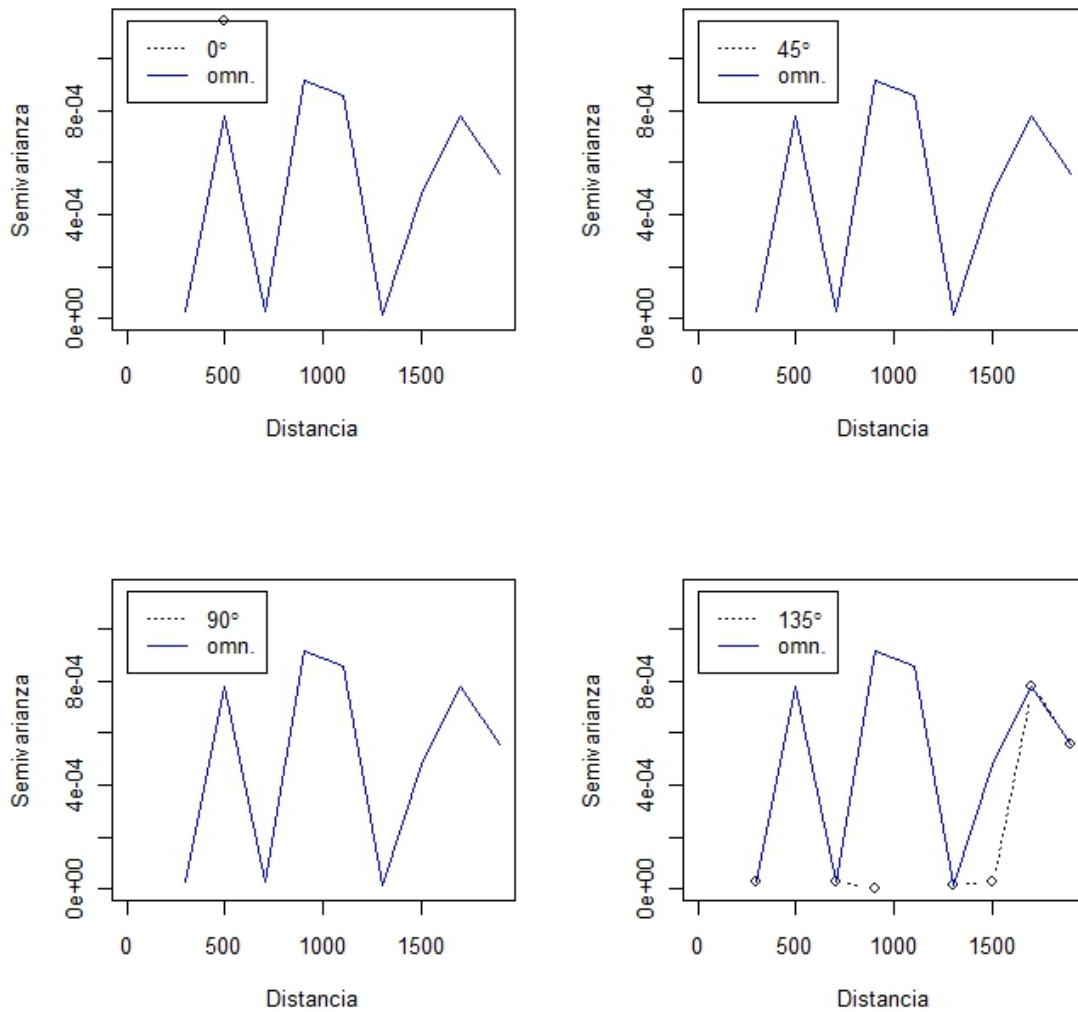 0°
omn.
Semivarianza
0e+00
4e-04
8e-04
0
500
1000
1500
Distancia
45°
omn.
Semivarianza
0e+00
4e-04
8e-04
0
500
1000
1500
Distancia
90°
omn.
Semivarianza
0e+00
4e-04
8e-04
0
500
1000
1500
Distancia
135°
omn.
Semivarianza
0e+00
4e-04
8e-04
0
500
1000
1500
Distancia